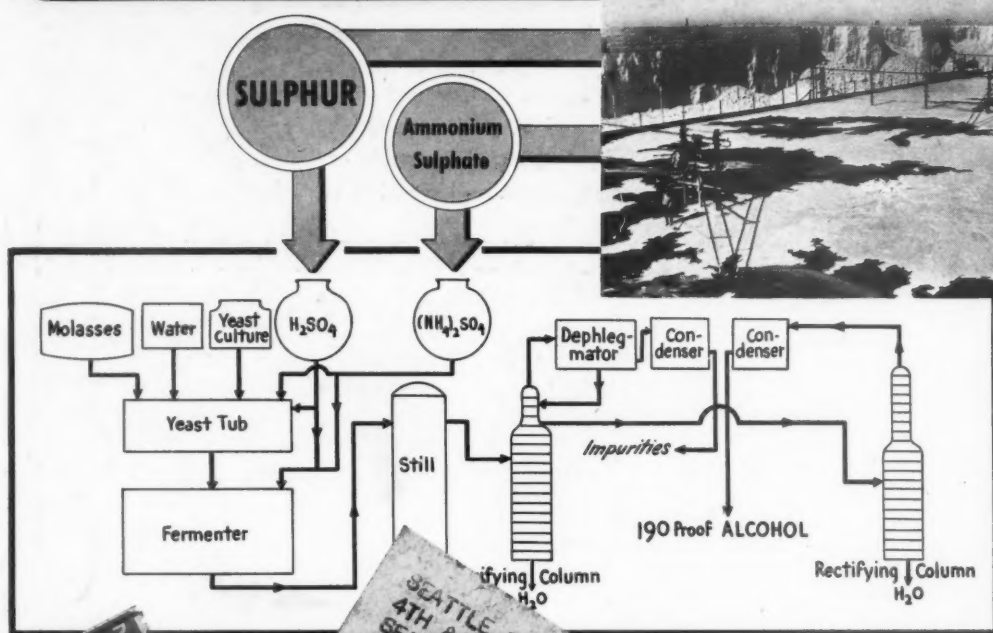 SULPHUR
Ammonium
Sulphate
Molasses
Water
Yeast
Culture
H₂SO₄
(NH₄)₂SO₄
Dephleg-
mator
Con-
denser
Con-
denser
Yeast Tub
Still
Impurities
Fermenter
190 Proof ALCOHOL
ifying Column
H₂O
Rectifying Column
H₂O
SEATTLE
4TH